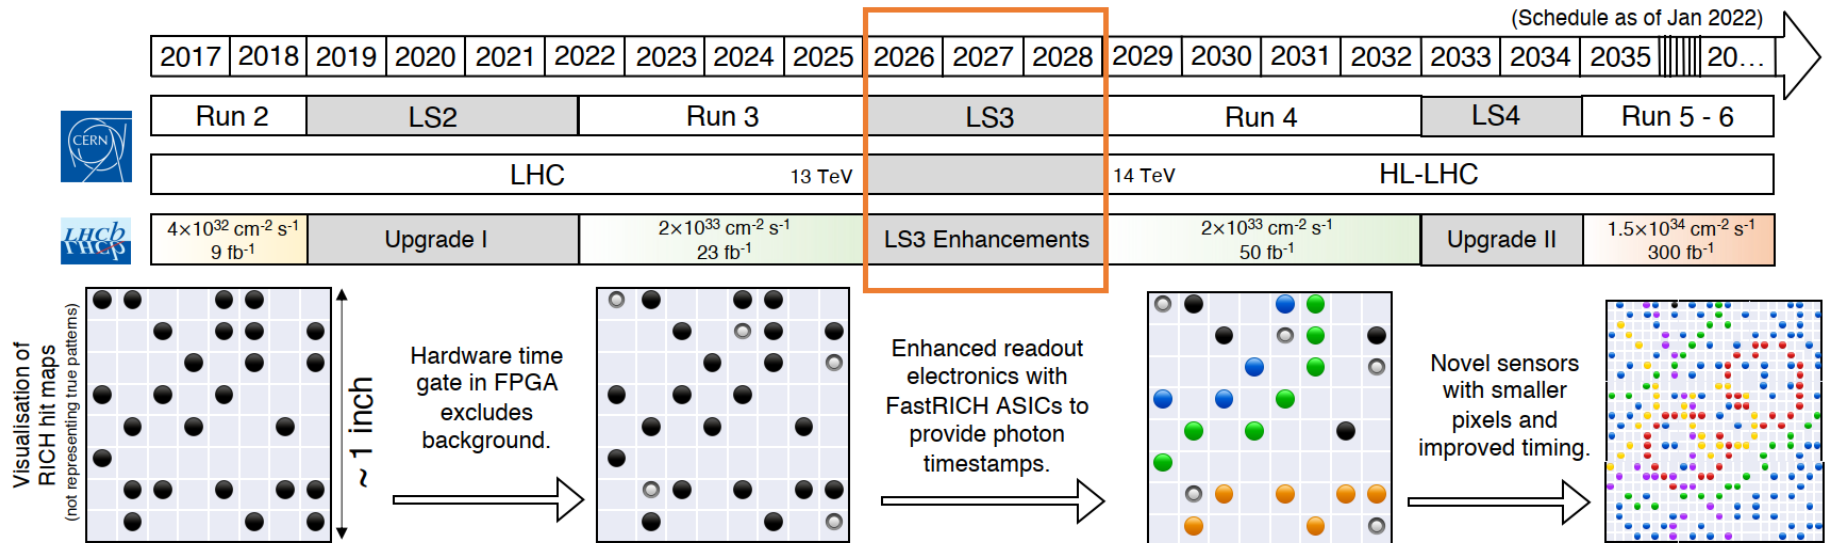 (Schedule as of Jan 2022)
2017 2018 2019 2020 2021 2022 2023 2024 2025 2026 2027 2028 2029 2030 2031 2032 2033 2034 2035 20...
CERN
Run 2 LS2 Run 3 LS3 Run 4 LS4 Run 5 - 6
LHC 13 TeV 14 TeV HL-LHC
LHCb
4×10³² cm-² s-¹
9 fb-¹
Upgrade I
2×10³³ cm-² s-¹
23 fb-¹
LS3 Enhancements
2×10³³ cm-² s-¹
50 fb-¹
Upgrade II
1.5×10³⁴ cm-² s-¹
300 fb-¹
Visualisation of
RICH hit maps
(not representing true patterns)
~ 1 inch
Hardware time
gate in FPGA
excludes
background.
Enhanced readout
electronics with
FastRICH ASICs to
provide photon
timestamps.
Novel sensors
with smaller
pixels and
improved timing.